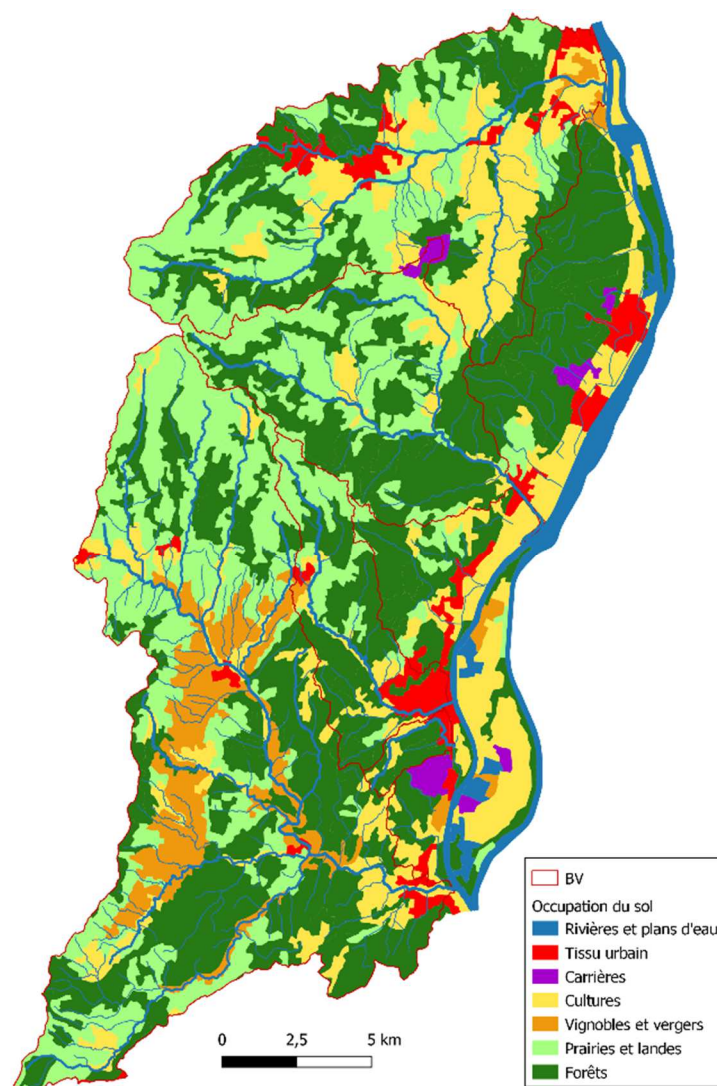 BV
Occupation du sol
Rivières et plans d'eau
Tissu urbain
Carrières
Cultures
Vignobles et vergers
Prairies et landes
Forêts
0 2,5 5 km